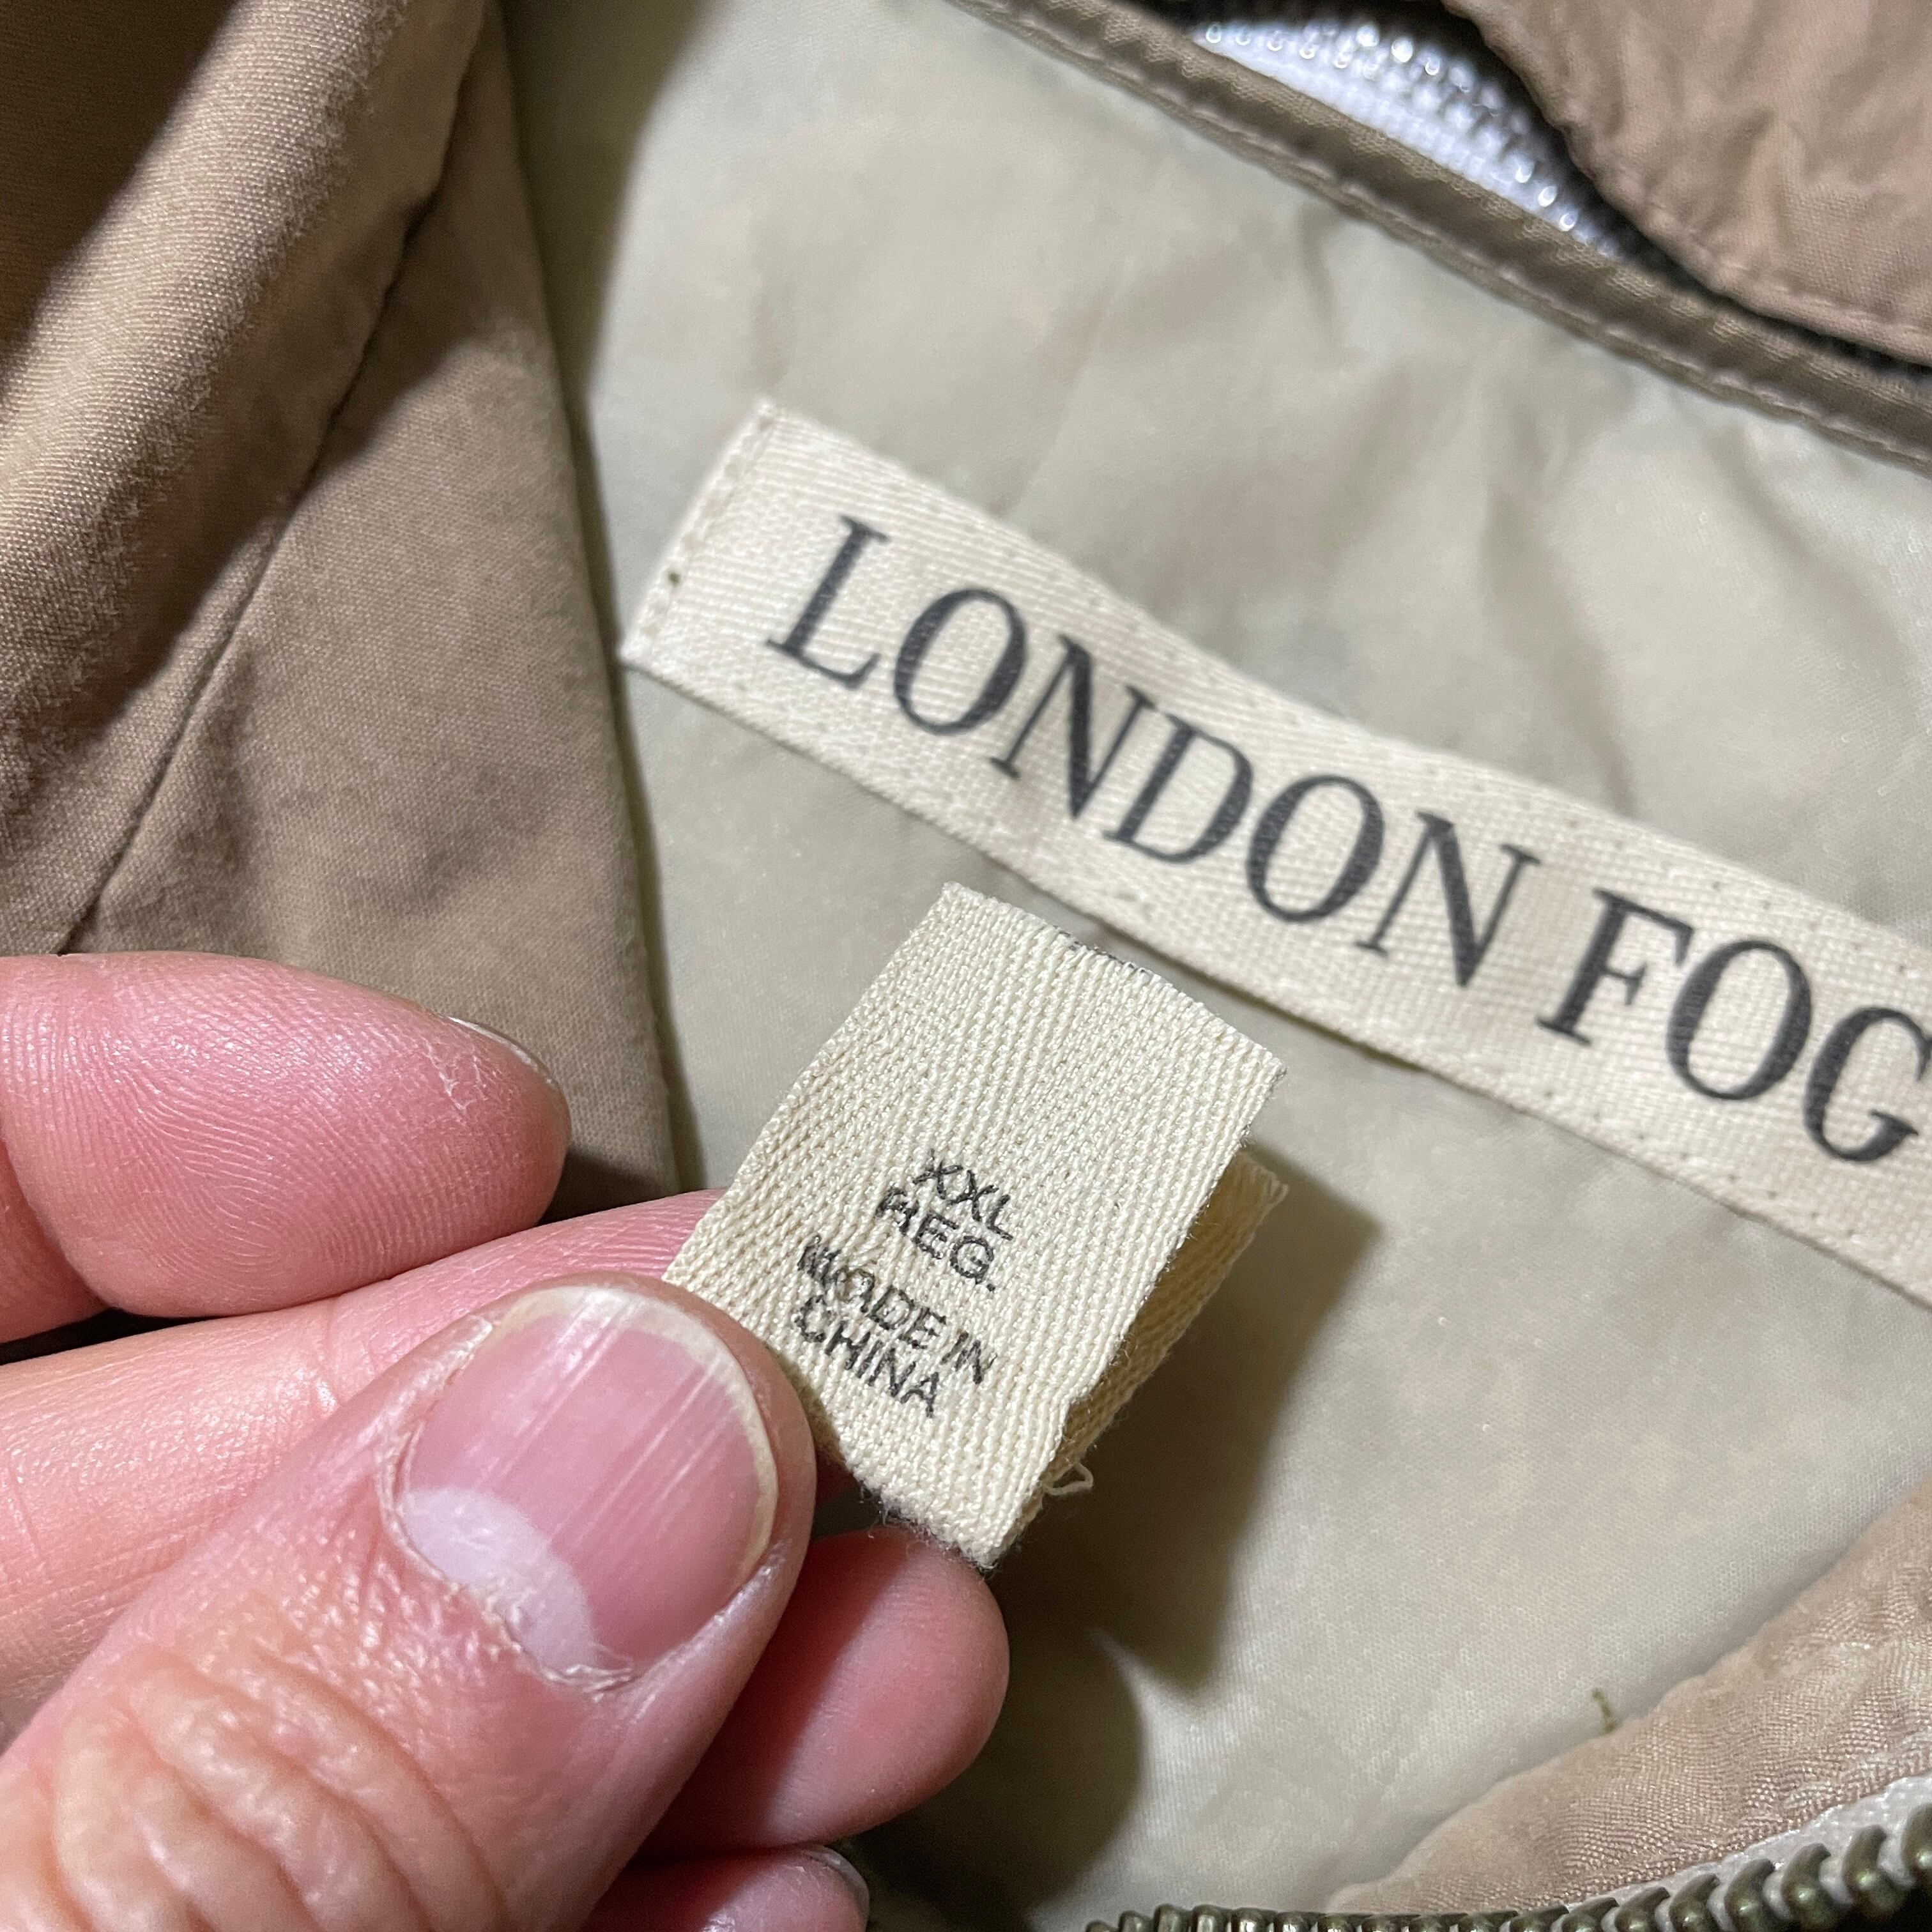 LONDON FOG
XXL
REG.
MADE IN
CHINA